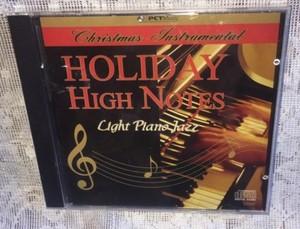 Christmas Instrumental
HOLIDAY
HIGH NOTES
Light Piano Jazz